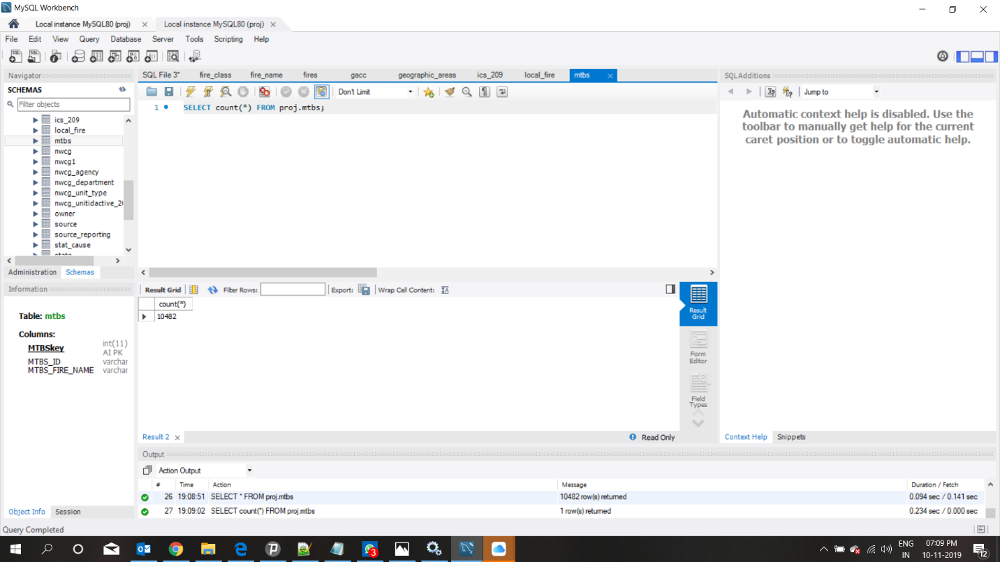 MySQL Workbench
Local instance MySQL80 (proj) Local instance MySQL80 (proj)
File Edit View Query Database Server Tools Scripting Help
Navigator
SCHEMAS
Filter objects
ics_209
local_fire
mtbs
nwcg
nwcg1
nwcg_agency
nwcg_department
nwcg_unit_type
nwcg_unitidactive_2
owner
source
source_reporting
stat_cause
state
Administration Schemas
Information
Table: mtbs
Columns:
MTBSkey int(11) AI PK
MTBS_ID varchar
MTBS_FIRE_NAME varchar
Object Info Session
SQL File 3* fire_class fire_name fires gacc geographic_areas ics_209 local_fire mtbs
Don't Limit
1 SELECT count(*) FROM proj.mtbs;
Result Grid Filter Rows: Export: Wrap Cell Content:
count(*)
10482
Result Grid
Form Editor
Field Types
Result 2 Read Only
SQLAdditions
Jump to
Automatic context help is disabled. Use the
toolbar to manually get help for the current
caret position or to toggle automatic help.
Context Help Snippets
Output
Action Output
# Time Action Message Duration / Fetch
26 19:08:51 SELECT * FROM proj.mtbs 10482 row(s) returned 0.094 sec / 0.141 sec
27 19:09:02 SELECT count(*) FROM proj.mtbs 1 row(s) returned 0.234 sec / 0.000 sec
Query Completed
3
ENG
IN
07:09 PM
10-11-2019
12